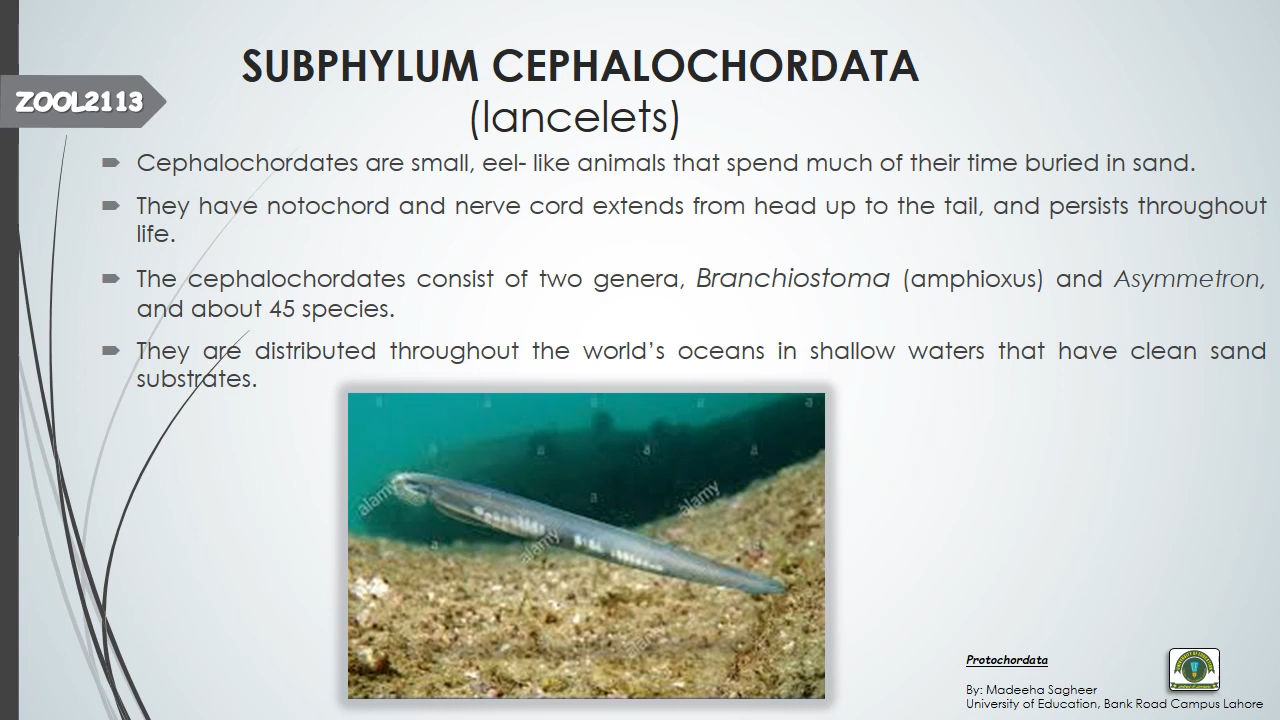 SUBPHYLUM CEPHALOCHORDATA
(lancelets)
ZOOL2113
Cephalochordates are small, eel- like animals that spend much of their time buried in sand.
They have notochord and nerve cord extends from head up to the tail, and persists throughout
life.
The cephalochordates consist of two genera, Branchiostoma (amphioxus) and Asymmetron,
and about 45 species.
They are distributed throughout the world’s oceans in shallow waters that have clean sand
substrates.
alamy
alamy
alamy
Protochordata
By: Madeeha Sagheer
University of Education, Bank Road Campus Lahore